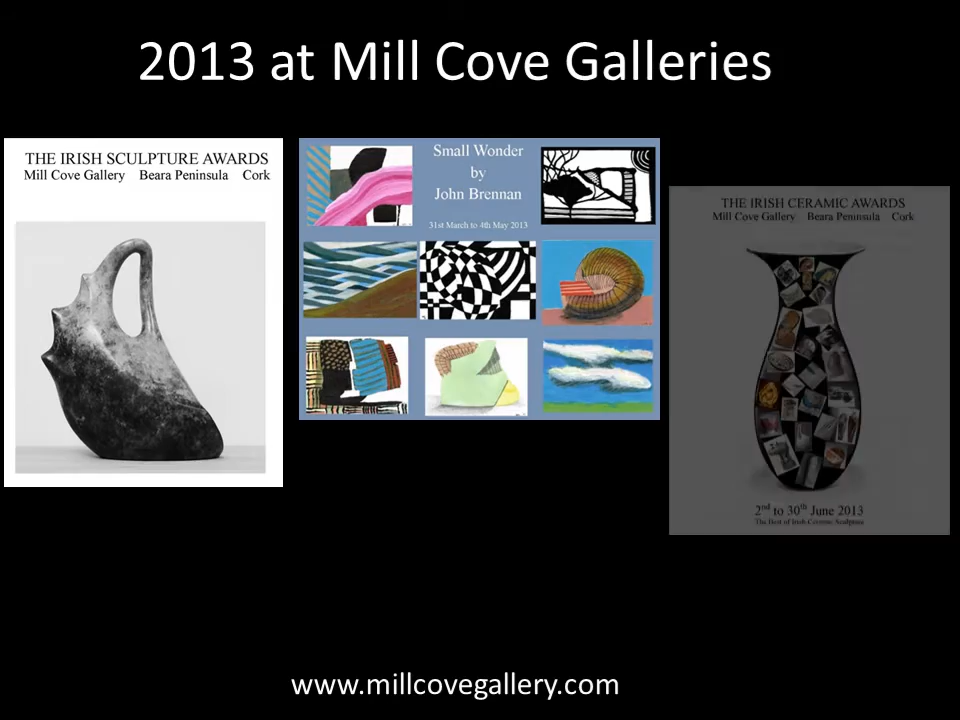 2013 at Mill Cove Galleries
THE IRISH SCULPTURE AWARDS
Mill Cove Gallery Beara Peninsula Cork
Small Wonder
by
John Brennan
31st March to 4th May 2013
THE IRISH CERAMIC AWARDS
Mill Cove Gallery Beara Peninsula Cork
2nd to 30th June 2013
The Best of Irish Ceramic Sculpture
www.millcovegallery.com